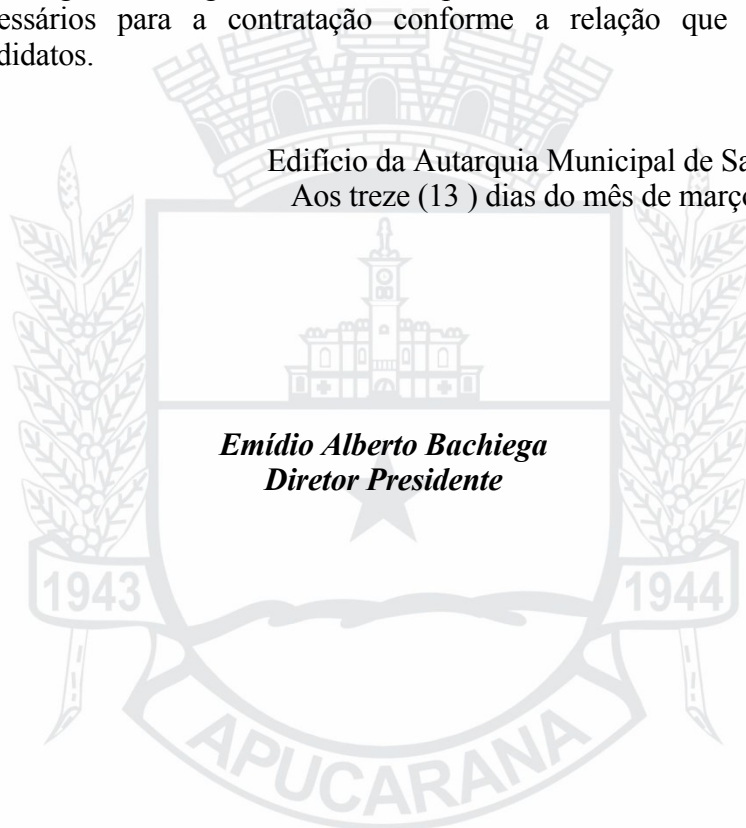 essários para a contratação conforme a relação que
didatos.
Edifício da Autarquia Municipal de Sa
Aos treze (13 ) dias do mês de março
Emídio Alberto Bachiega
Diretor Presidente
1943
1944
APUCARANA